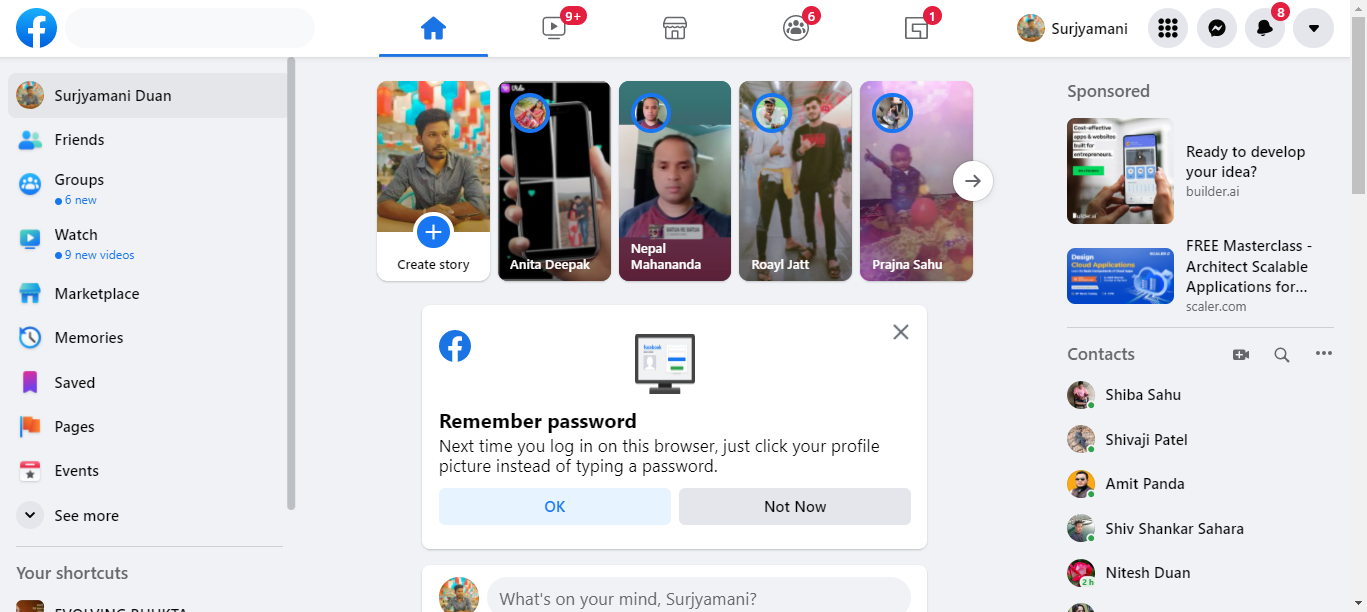 9+
6
1
Surjyamani
8
Surjyamani Duan
Friends
Groups
6 new
Watch
9 new videos
Marketplace
Memories
Saved
Pages
Events
See more
Your shortcuts
Create story
Anita Deepak
Nepal
Mahananda
Roayl Jatt
Prajna Sahu
Remember password
Next time you log in on this browser, just click your profile
picture instead of typing a password.
OK
Not Now
What's on your mind, Surjyamani?
Sponsored
Cost-effective
apps & websites
built for
entrepreneurs.
Builder.ai
Ready to develop
your idea?
builder.ai
Design
Cloud Applications
SCALER
FREE Masterclass -
Architect Scalable
Applications for...
scaler.com
Contacts
Shiba Sahu
Shivaji Patel
Amit Panda
Shiv Shankar Sahara
Nitesh Duan
2 h